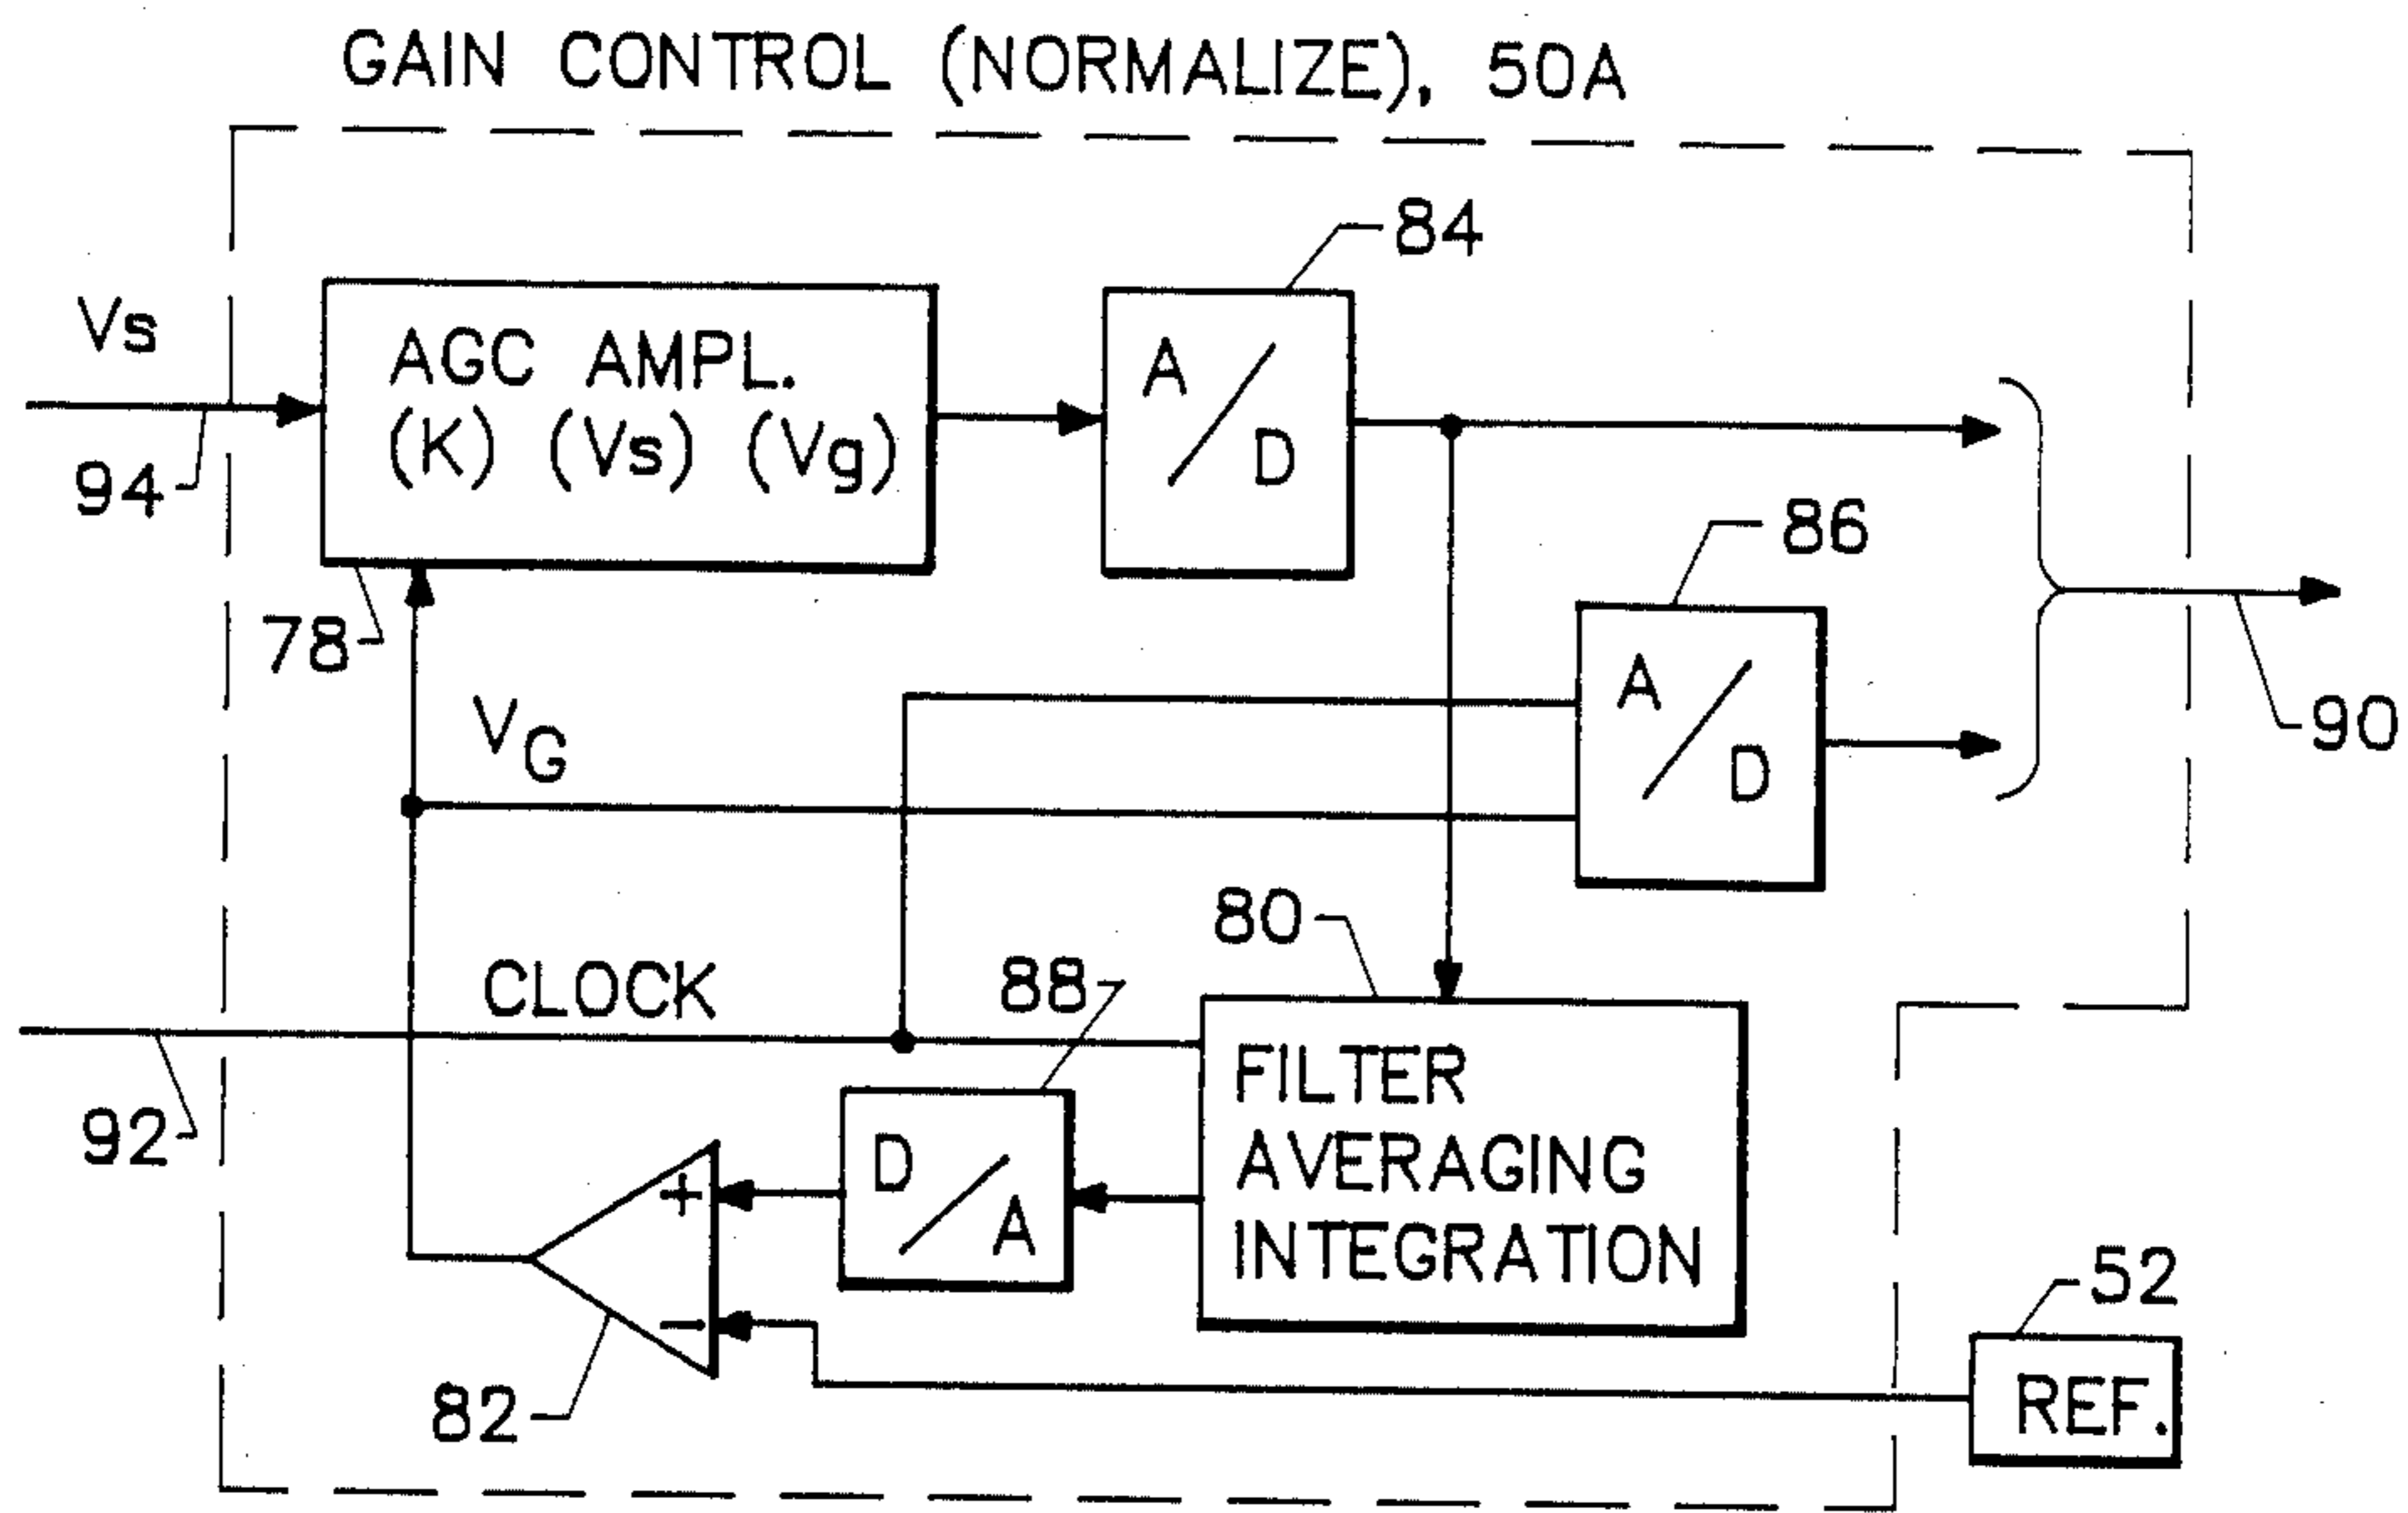 GAIN CONTROL (NORMALIZE), 50A
84
Vs
AGC AMPL.
(K) (Vs) (Vg)
A/D
94
86
78
A/D
VG
90
80
CLOCK
88
92
FILTER
AVERAGING
INTEGRATION
D/A
+
−
52
REF.
82